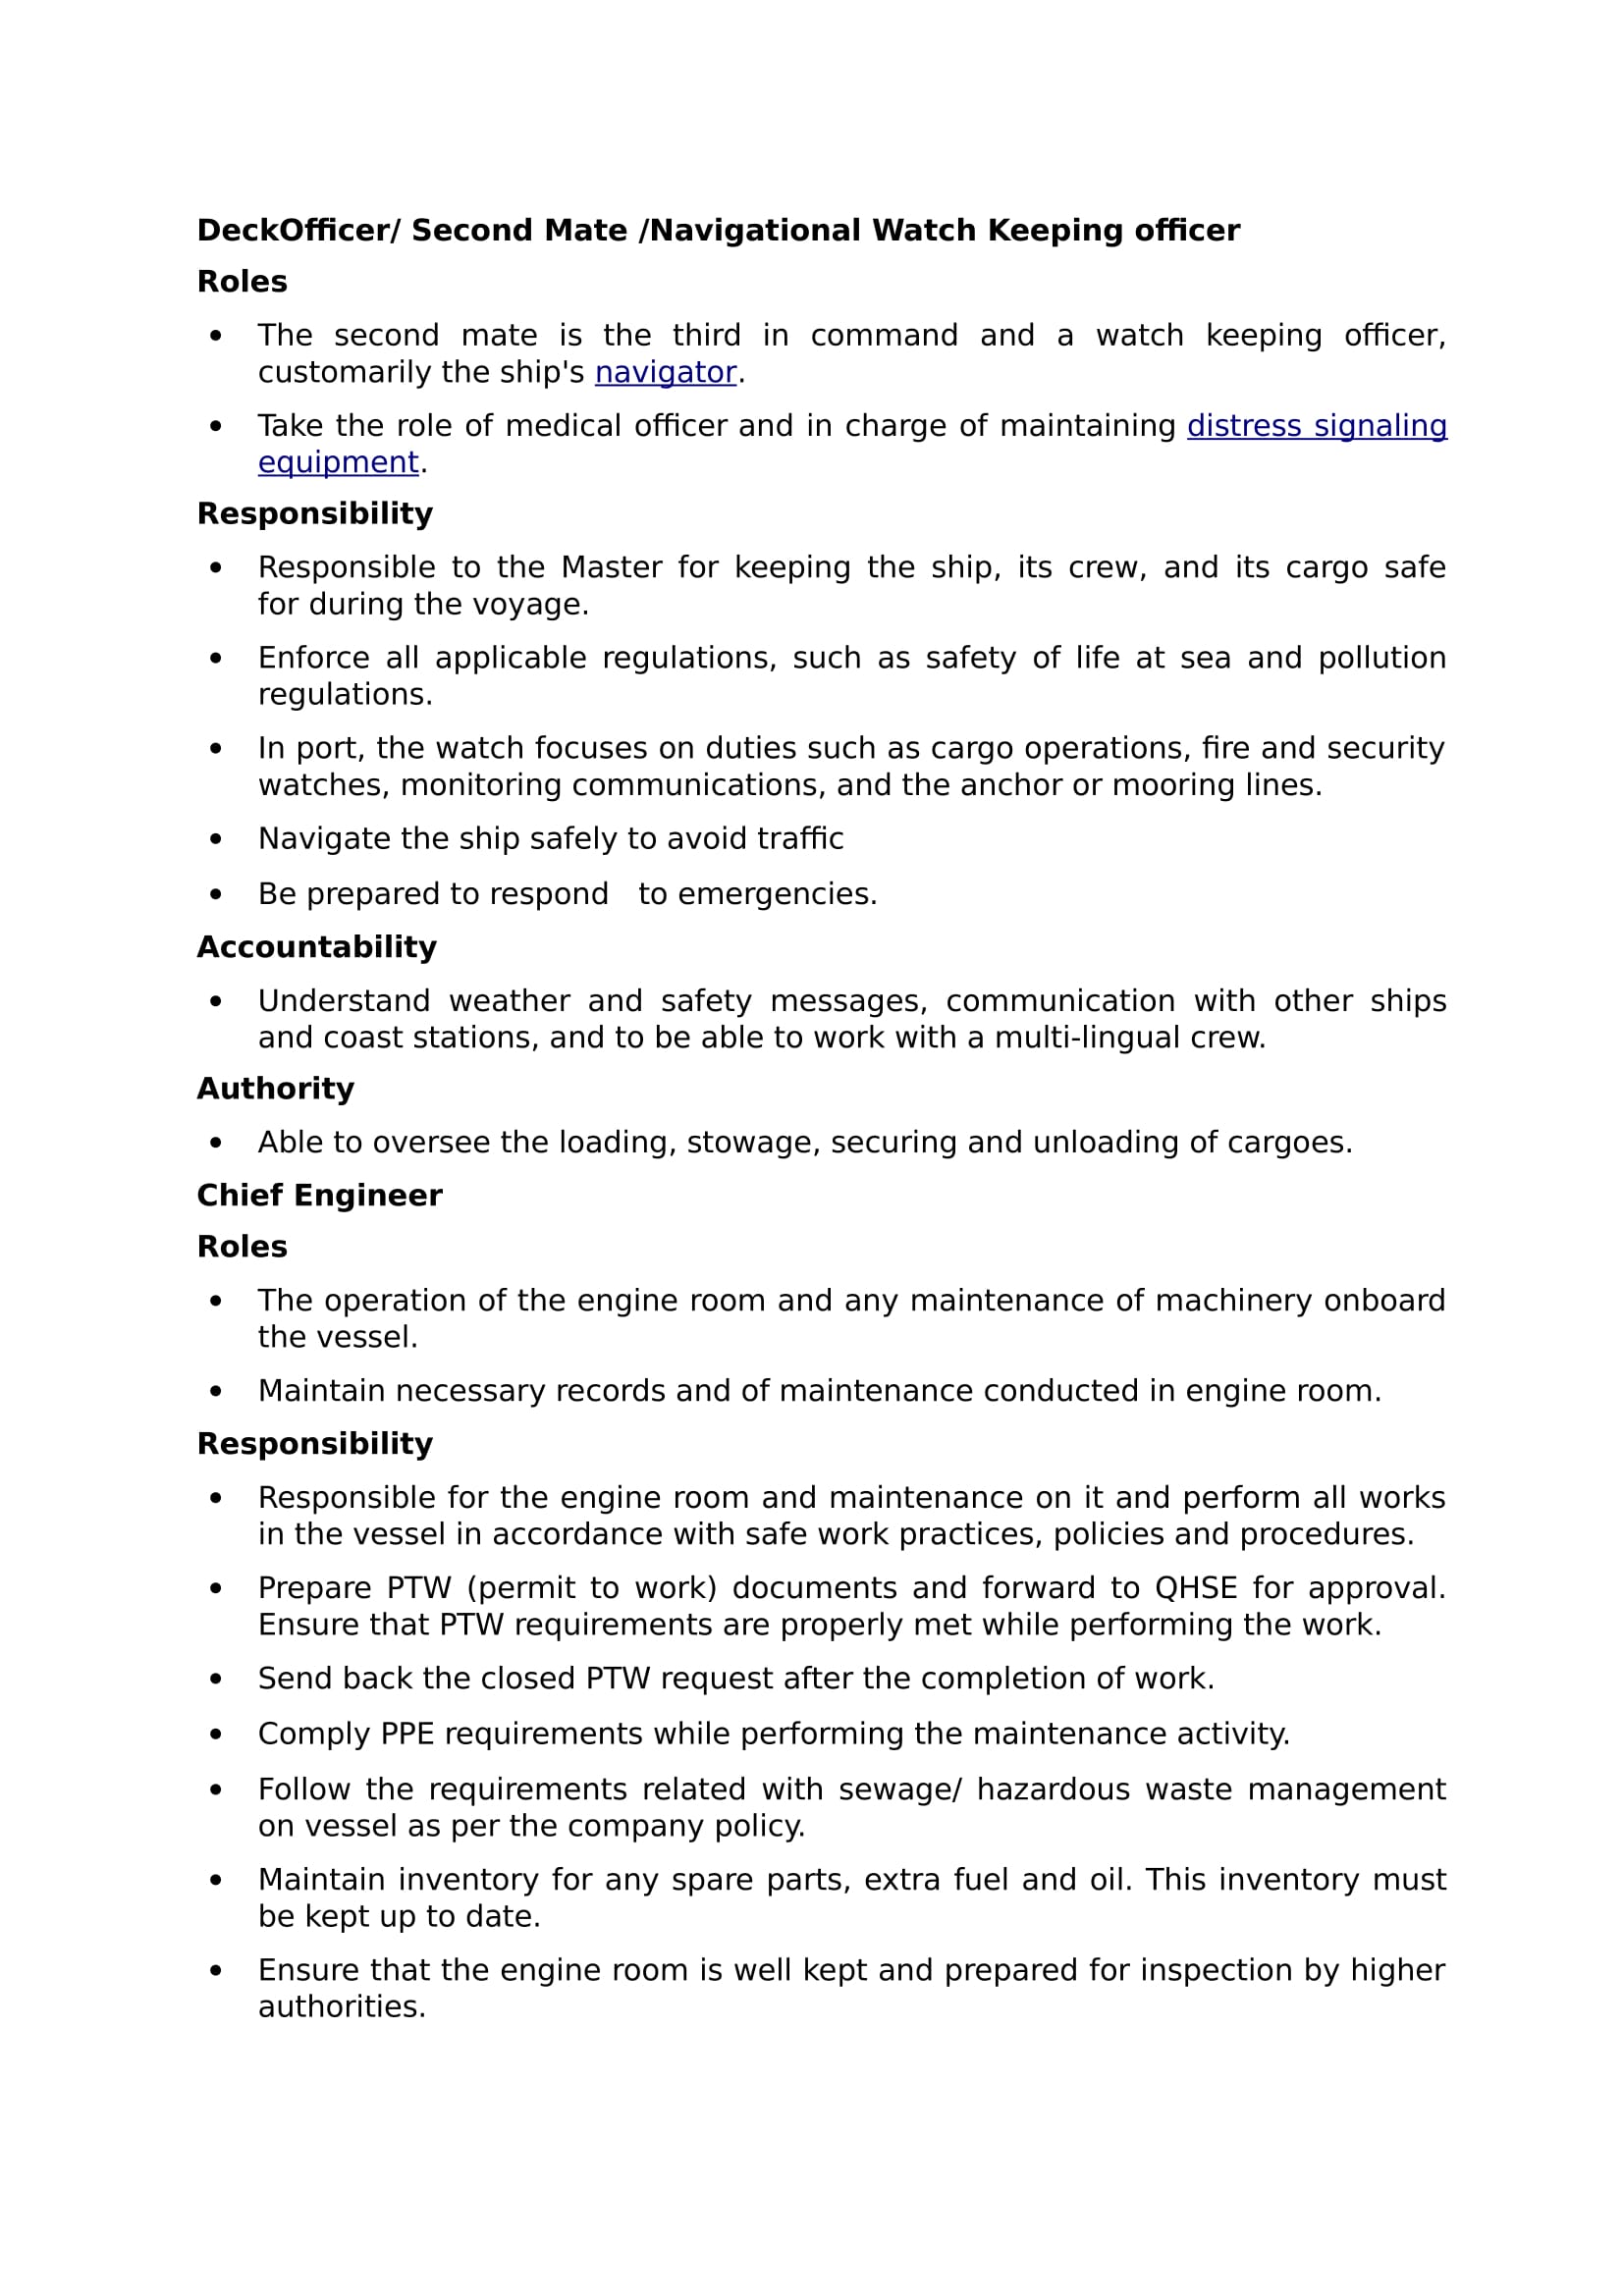 DeckOfficer/ Second Mate /Navigational Watch Keeping officer
Roles
• The second mate is the third in command and a watch keeping officer,
customarily the ship's navigator.
• Take the role of medical officer and in charge of maintaining distress signaling
equipment.
Responsibility
• Responsible to the Master for keeping the ship, its crew, and its cargo safe
for during the voyage.
• Enforce all applicable regulations, such as safety of life at sea and pollution
regulations.
• In port, the watch focuses on duties such as cargo operations, fire and security
watches, monitoring communications, and the anchor or mooring lines.
• Navigate the ship safely to avoid traffic
• Be prepared to respond   to emergencies.
Accountability
• Understand weather and safety messages, communication with other ships
and coast stations, and to be able to work with a multi-lingual crew.
Authority
• Able to oversee the loading, stowage, securing and unloading of cargoes.
Chief Engineer
Roles
• The operation of the engine room and any maintenance of machinery onboard
the vessel.
• Maintain necessary records and of maintenance conducted in engine room.
Responsibility
• Responsible for the engine room and maintenance on it and perform all works
in the vessel in accordance with safe work practices, policies and procedures.
• Prepare PTW (permit to work) documents and forward to QHSE for approval.
Ensure that PTW requirements are properly met while performing the work.
• Send back the closed PTW request after the completion of work.
• Comply PPE requirements while performing the maintenance activity.
• Follow the requirements related with sewage/ hazardous waste management
on vessel as per the company policy.
• Maintain inventory for any spare parts, extra fuel and oil. This inventory must
be kept up to date.
• Ensure that the engine room is well kept and prepared for inspection by higher
authorities.